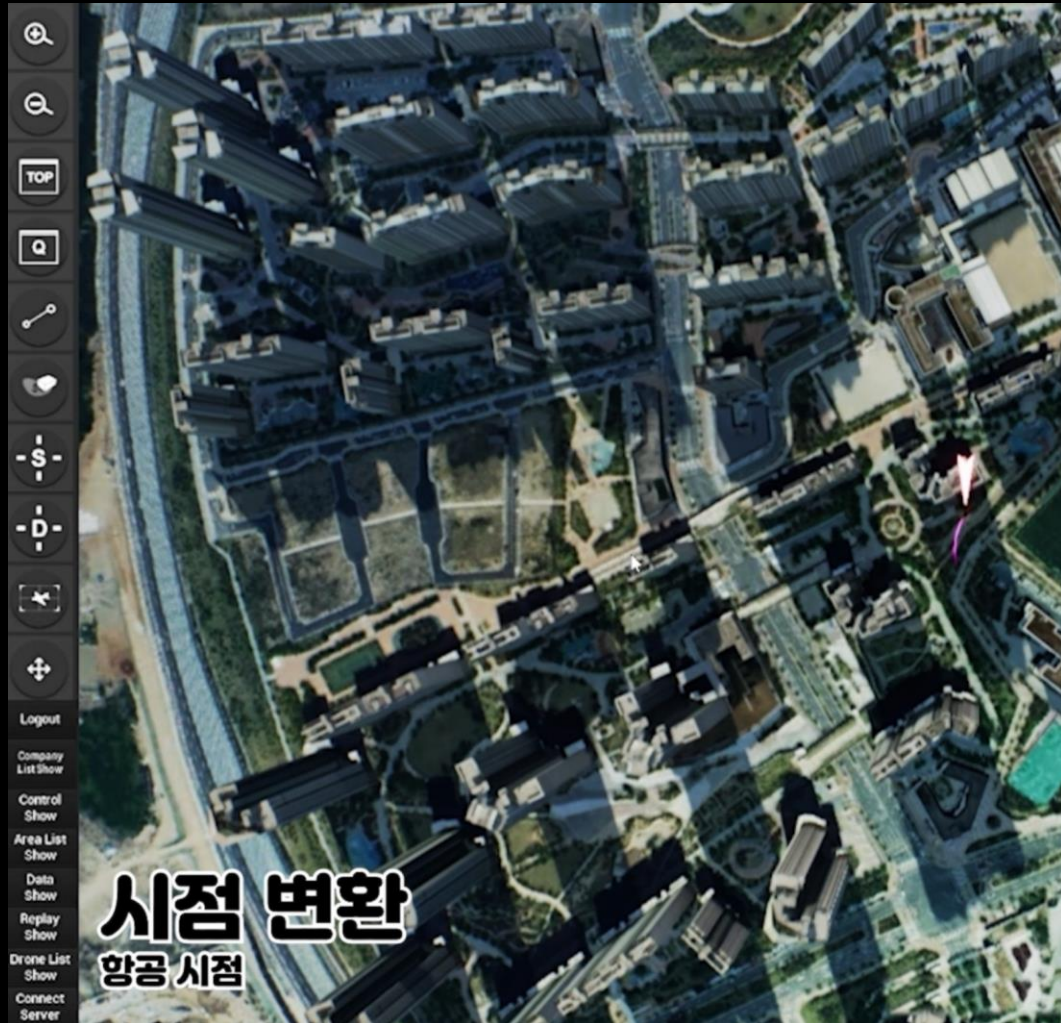 TOP
Q
-S-
-D-
Logout
Company
List Show
Control
Show
Area List
Show
Data
Show
Replay
Show
Drone List
Show
Connect
Server
시점 변환
항공 시점